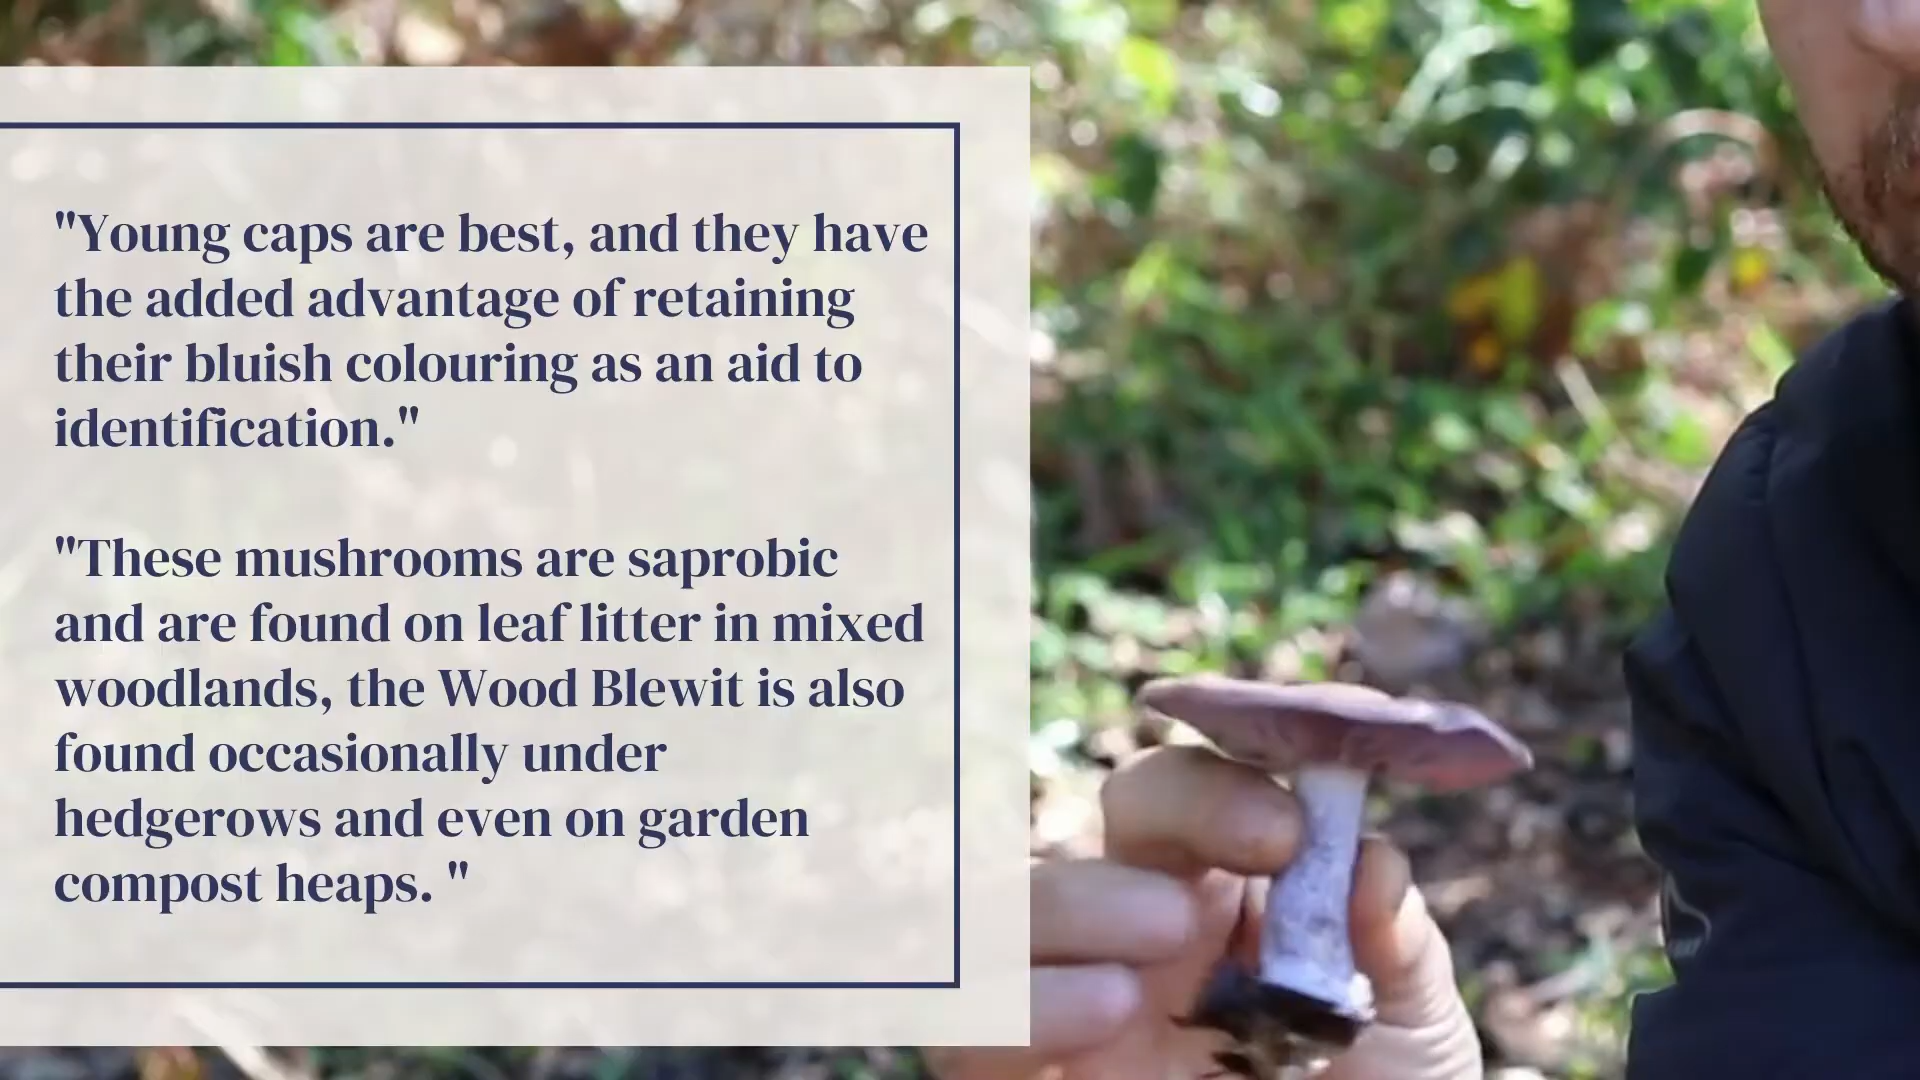 "Young caps are best, and they have
the added advantage of retaining
their bluish colouring as an aid to
identification."
"These mushrooms are saprobic
and are found on leaf litter in mixed
woodlands, the Wood Blewit is also
found occasionally under
hedgerows and even on garden
compost heaps. "